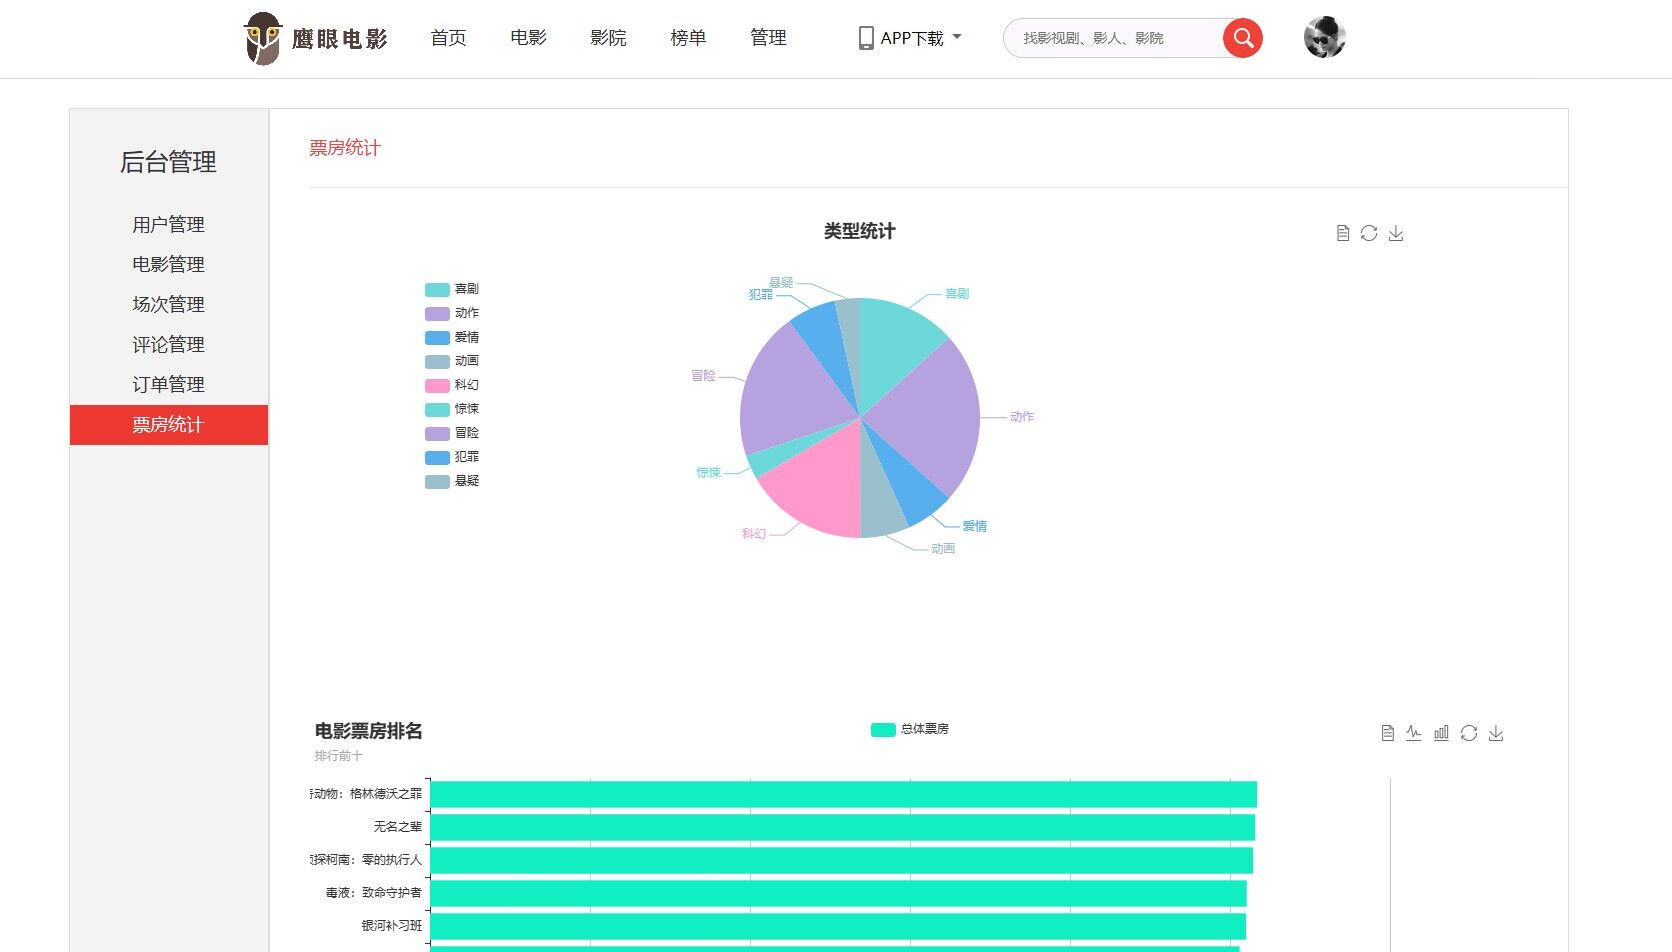 鹰眼电影 首页 电影 影院 榜单 管理 APP下载 找影视剧、影人、影院
后台管理
用户管理
电影管理
场次管理
评论管理
订单管理
票房统计
票房统计
类型统计
喜剧
动作
爱情
动画
科幻
惊悚
冒险
犯罪
悬疑
悬疑
犯罪
喜剧
冒险
动作
惊悚
爱情
科幻
动画
电影票房排名
排行前十
总体票房
动物：格林德沃之罪
无名之辈
探柯南：零的执行人
毒液：致命守护者
银河补习班